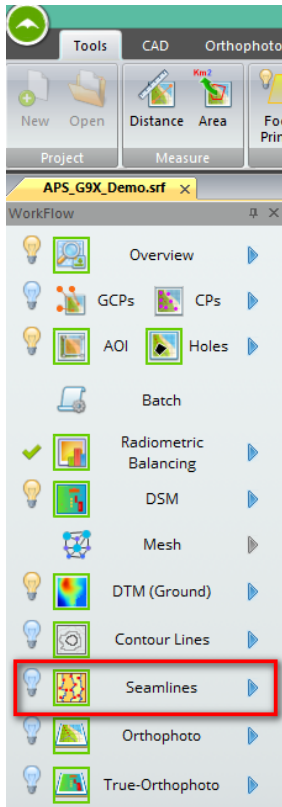 Tools CAD Orthophoto
Km2
New Open Distance Area
Project Measure
APS_G9X_Demo.srf ×
WorkFlow
Overview
GCPs CPs
AOI Holes
Batch
Radiometric
Balancing
DSM
Mesh
DTM (Ground)
Contour Lines
Seamlines
Orthophoto
True-Orthophoto